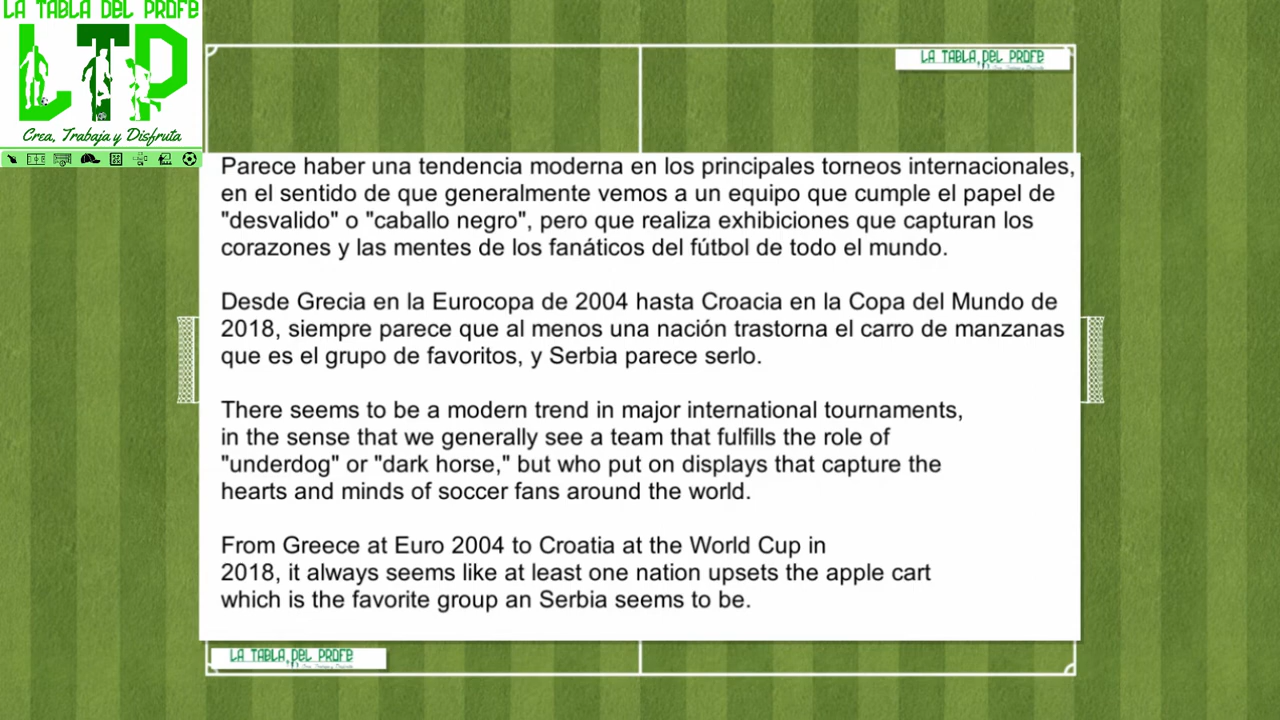 LA TABLA DEL PROFE
LTP
Crea, Trabaja y Disfruta
LA TABLA DEL PROFE
Parece haber una tendencia moderna en los principales torneos internacionales,
en el sentido de que generalmente vemos a un equipo que cumple el papel de
"desvalido" o "caballo negro", pero que realiza exhibiciones que capturan los
corazones y las mentes de los fanáticos del fútbol de todo el mundo.
Desde Grecia en la Eurocopa de 2004 hasta Croacia en la Copa del Mundo de
2018, siempre parece que al menos una nación trastorna el carro de manzanas
que es el grupo de favoritos, y Serbia parece serlo.
There seems to be a modern trend in major international tournaments,
in the sense that we generally see a team that fulfills the role of
"underdog" or "dark horse," but who put on displays that capture the
hearts and minds of soccer fans around the world.
From Greece at Euro 2004 to Croatia at the World Cup in
2018, it always seems like at least one nation upsets the apple cart
which is the favorite group an Serbia seems to be.
LA TABLA DEL PROFE